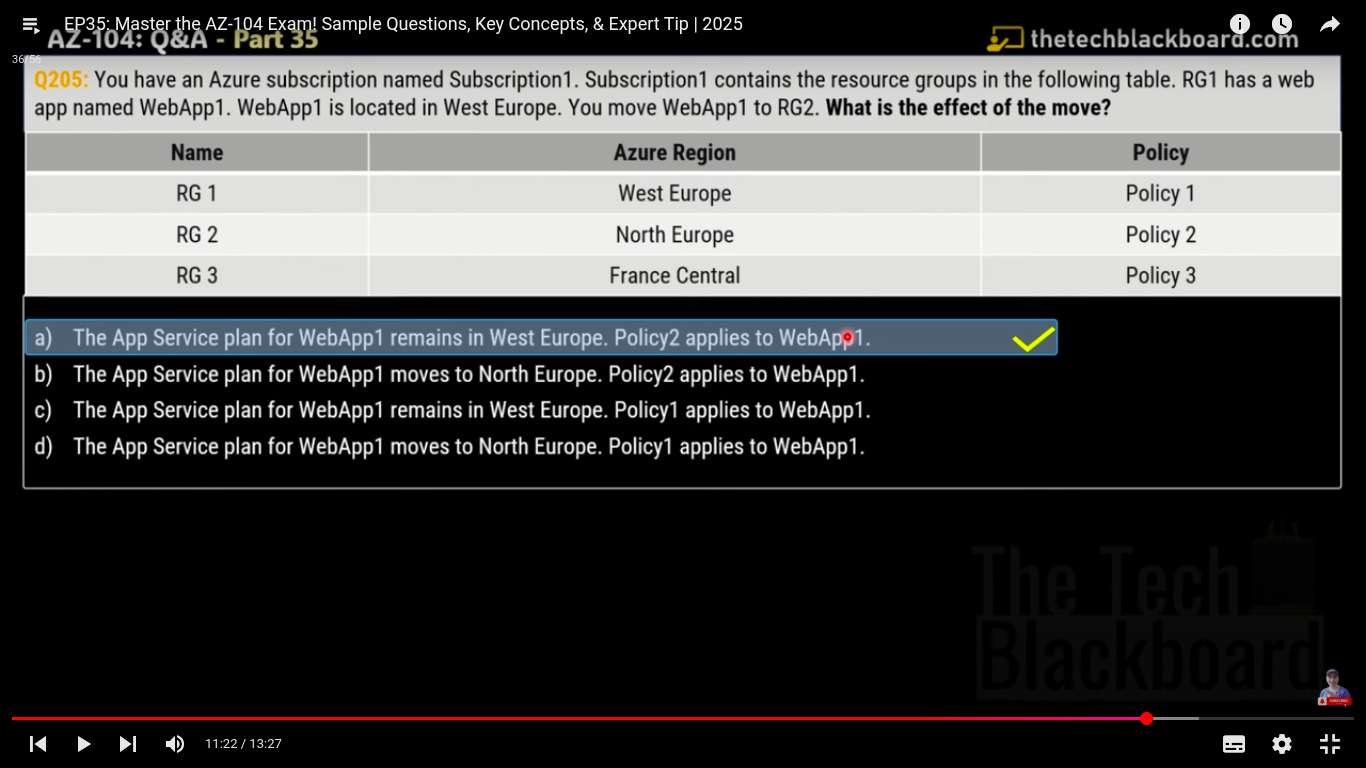 EP35: Master the AZ-104 Exam! Sample Questions, Key Concepts, & Expert Tip | 2025
AZ-104: Q&A - Part 35
thetechblackboard.com
36/56
Q205: You have an Azure subscription named Subscription1. Subscription1 contains the resource groups in the following table. RG1 has a web
app named WebApp1. WebApp1 is located in West Europe. You move WebApp1 to RG2. What is the effect of the move?
Name Azure Region Policy
RG 1 West Europe Policy 1
RG 2 North Europe Policy 2
RG 3 France Central Policy 3
a) The App Service plan for WebApp1 remains in West Europe. Policy2 applies to WebApp1.
b) The App Service plan for WebApp1 moves to North Europe. Policy2 applies to WebApp1.
c) The App Service plan for WebApp1 remains in West Europe. Policy1 applies to WebApp1.
d) The App Service plan for WebApp1 moves to North Europe. Policy1 applies to WebApp1.
The Tech
Blackboard
11:22 / 13:27